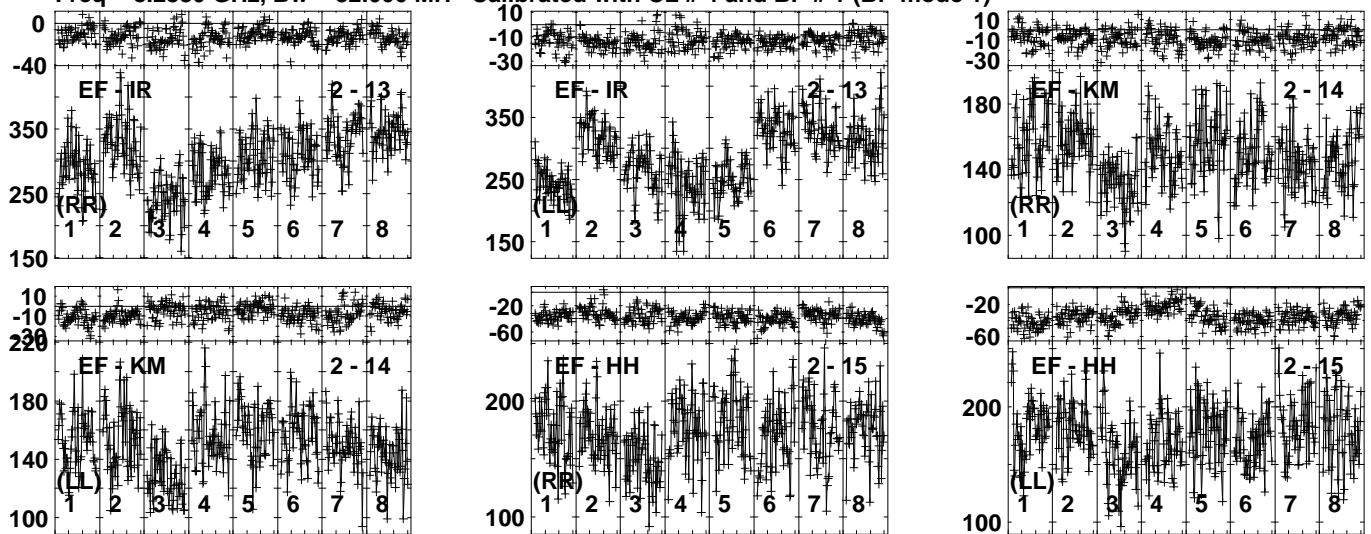 Freq = GHz, Bw = 32.000 MH Calibrated with CL # and BP # (BP mode 1)
0
-40
EF - IR 2 - 13
350
250
150
(RR)
1 2 3 4 5 6 7 8
10
-10
-30
EF - IR 2 - 13
350
250
150
(LL)
1 2 3 4 5 6 7 8
10
-10
-30
EF - KM 2 - 14
180
140
100
(RR)
1 2 3 4 5 6 7 8
10
-10
-30
220
EF - KM 2 - 14
180
140
100
(LL)
1 2 3 4 5 6 7 8
-20
-60
EF - HH 2 - 15
200
100
(RR)
1 2 3 4 5 6 7 8
-20
-60
EF - HH 2 - 15
200
100
(LL)
1 2 3 4 5 6 7 8